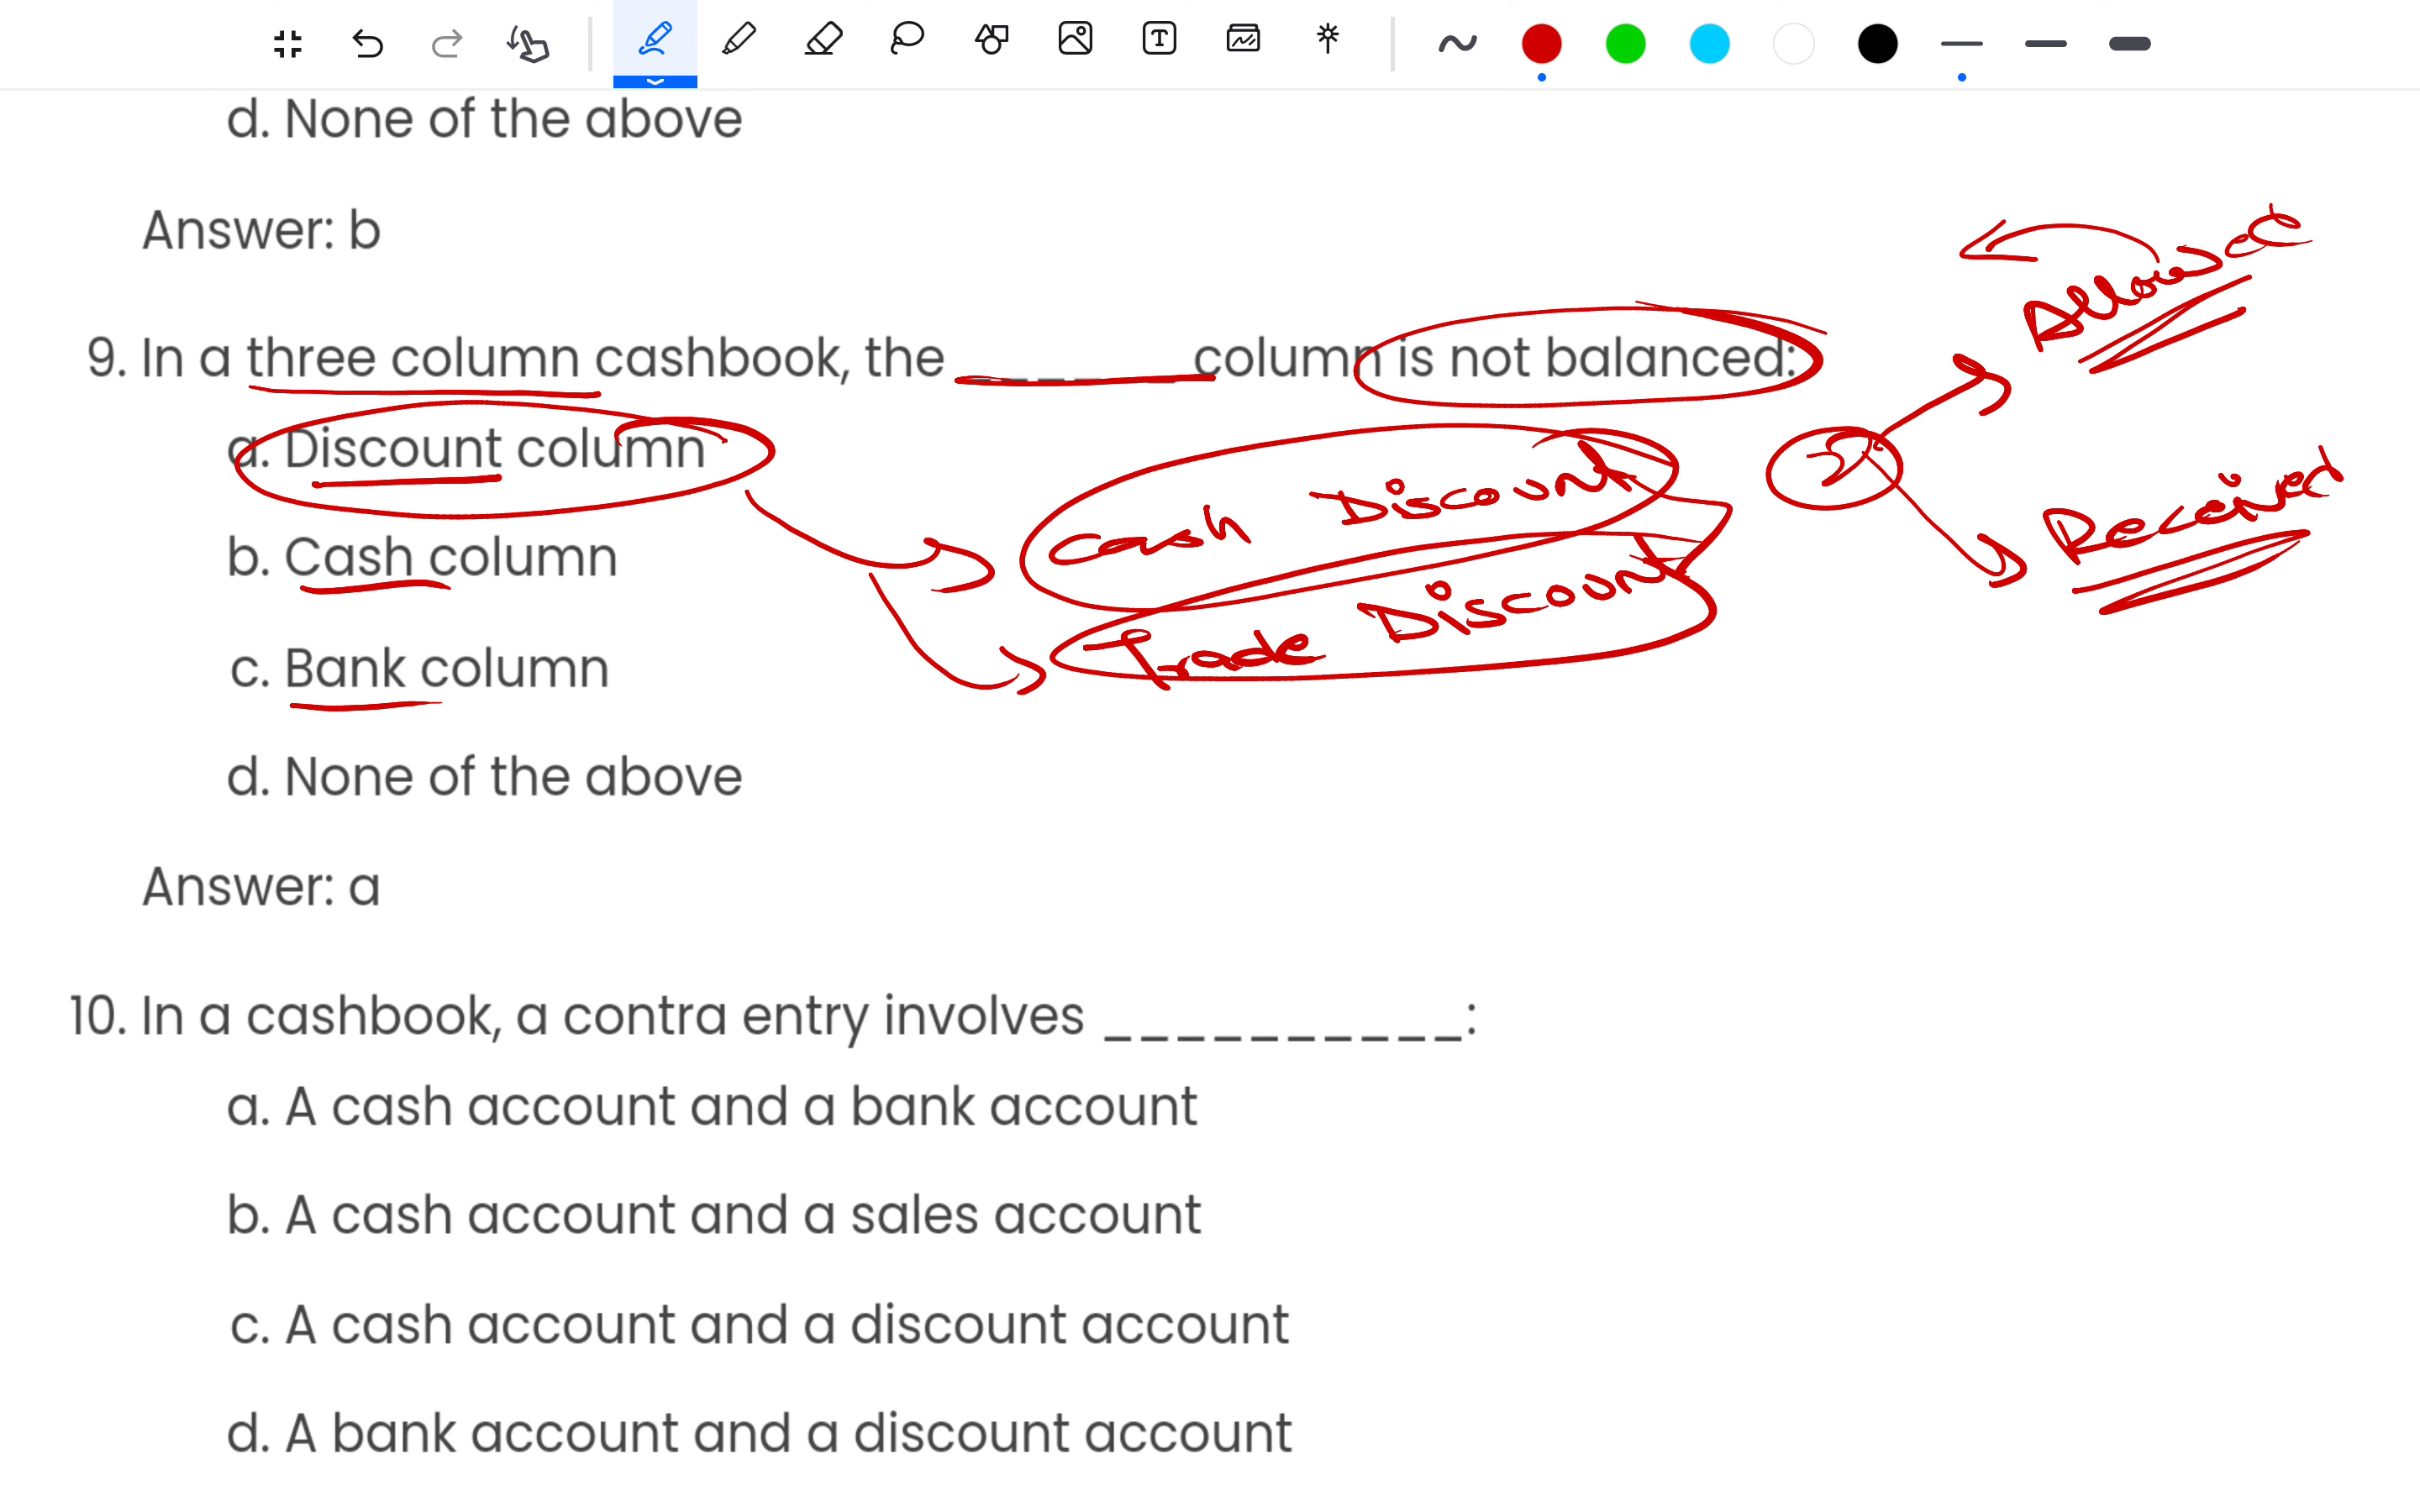 d. None of the above
Answer: b
Allowed
9. In a three column cashbook, the __________ column is not balanced:
a. Discount column
Cash Discount
2
Received
b. Cash column
Trade Discount
c. Bank column
d. None of the above
Answer: a
10. In a cashbook, a contra entry involves __________:
a. A cash account and a bank account
b. A cash account and a sales account
c. A cash account and a discount account
d. A bank account and a discount account